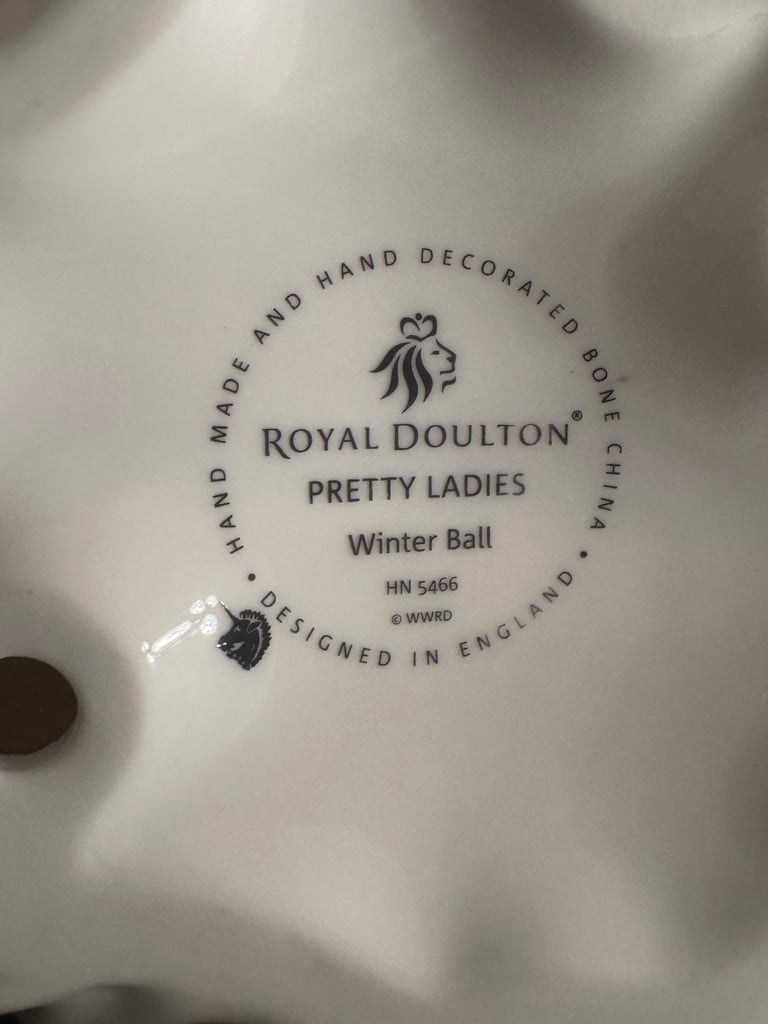 HAND MADE AND HAND DECORATED BONE CHINA
ROYAL DOULTON®
PRETTY LADIES
Winter Ball
HN 5466
© WWRD
• DESIGNED IN ENGLAND •